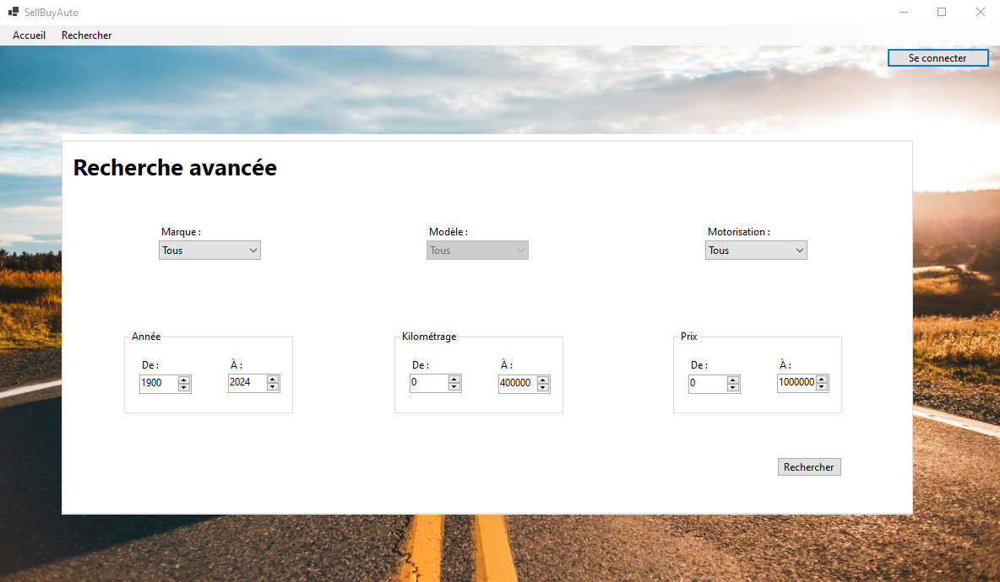 SellBuyAuto
Accueil Rechercher
Se connecter
Recherche avancée
Marque : Modèle : Motorisation :
Tous Tous Tous
Année Kilométrage Prix
De : À : De : À : De : À :
1900 2024 0 400000 0 1000000
Rechercher